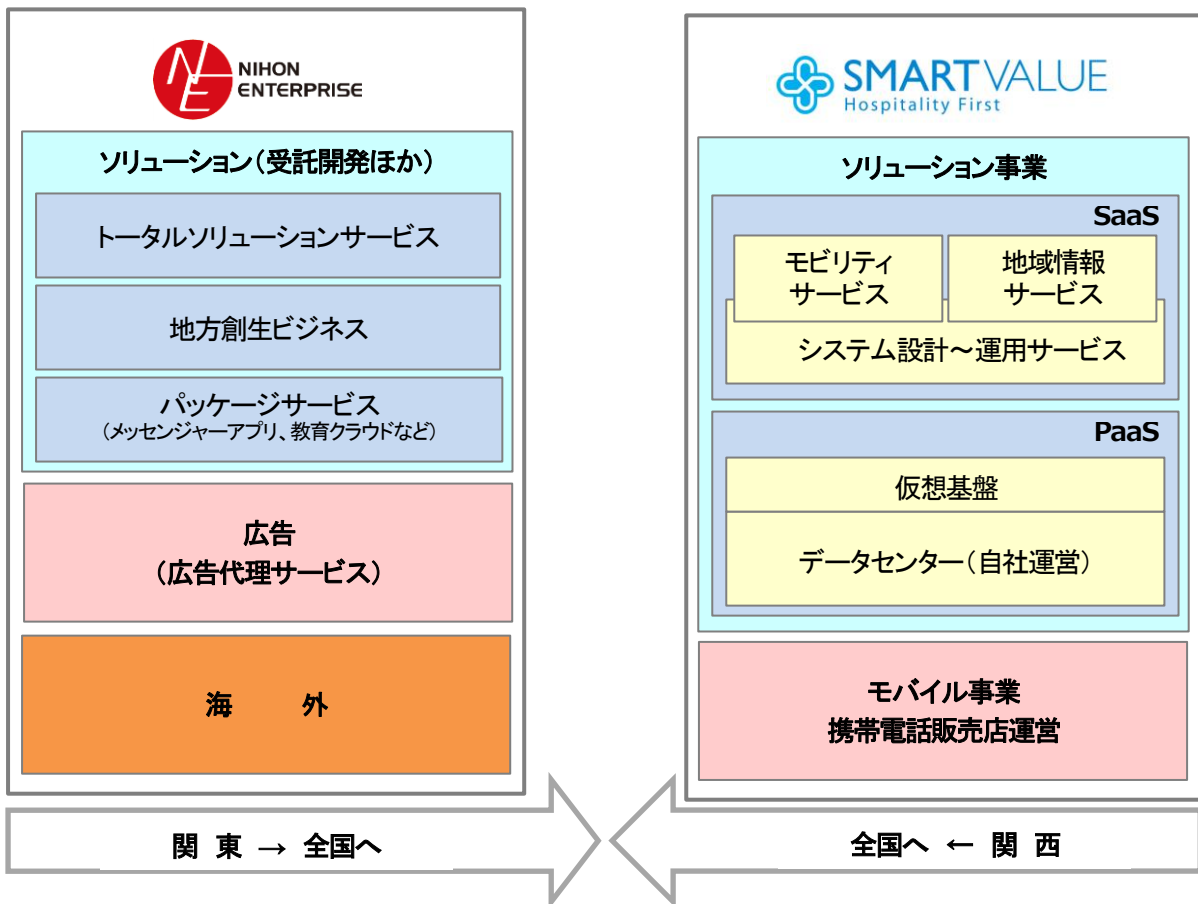 NIHON
ENTERPRISE
ソリューション（受託開発ほか）
トータルソリューションサービス
地方創生ビジネス
パッケージサービス
（メッセンジャーアプリ、教育クラウドなど）
広告
（広告代理サービス）
海 外
関 東 → 全国へ
SMARTVALUE
Hospitality First
ソリューション事業
SaaS
モビリティ
サービス
地域情報
サービス
システム設計～運用サービス
PaaS
仮想基盤
データセンター（自社運営）
モバイル事業
携帯電話販売店運営
全国へ ← 関 西